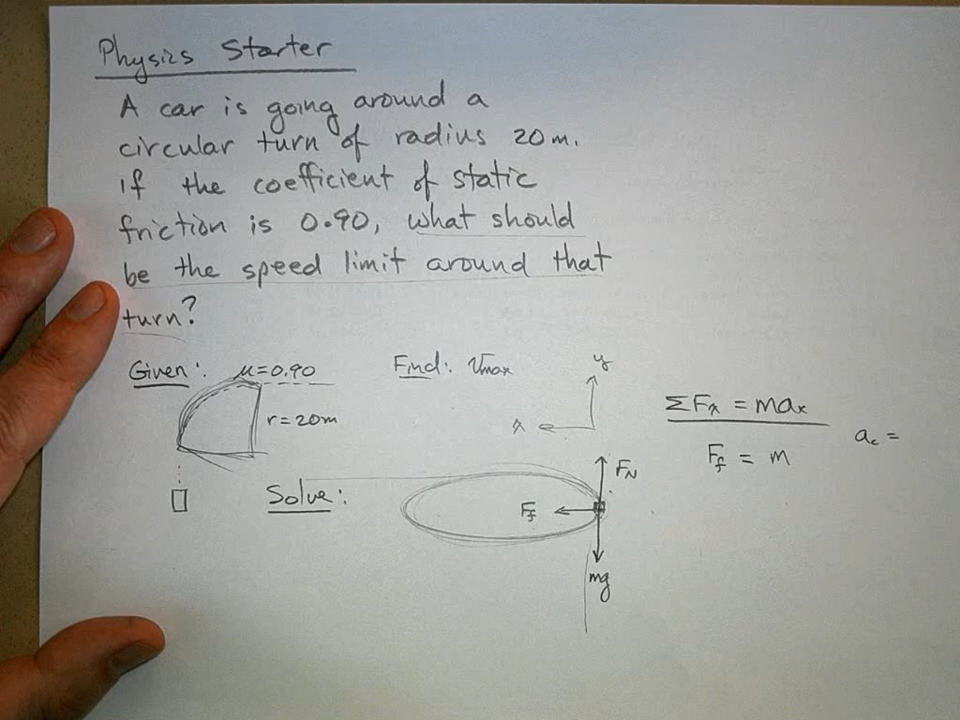 Physics Starter
A car is going around a
circular turn of radius 20m.
if the coefficient of static
friction is 0.90, what should
be the speed limit around that
turn?
Given: μ=0.90
Find: Vmax
r=20m
y
x
ΣFx = max
Ff = m
ac =
Solve:
FN
Ff
mg